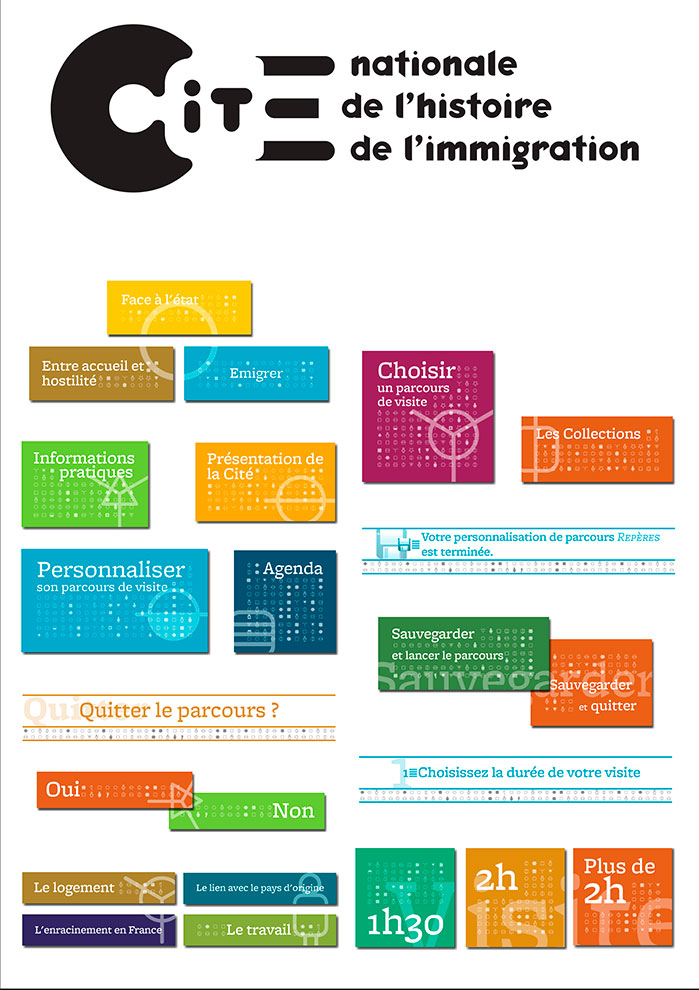 CiTE nationale
de l'histoire
de l'immigration
Face à l'état
Entre accueil et
hostilité
Emigrer
Informations
pratiques
Présentation de
la Cité
Personnaliser
son parcours de visite
Agenda
Quitter
Quitter le parcours ?
Oui
Non
Le logement
Le lien avec le pays d'origine
L'enracinement en France
Le travail
Choisir
un parcours
de visite
Les Collections
Votre personnalisation de parcours REPÈRES
est terminée.
Sauvegarder
et lancer le parcours
Sauvegarder
Sauvegarder
et quitter
1
1 Choisissez la durée de votre visite
1h30
2h
Plus de
2h
visite